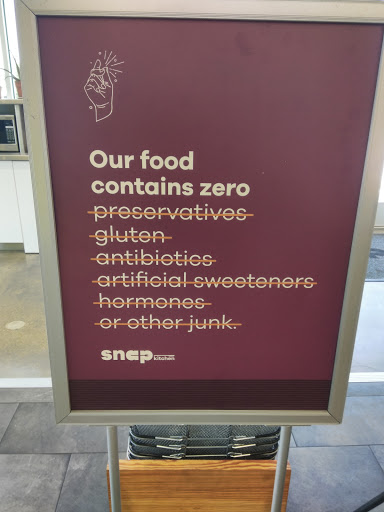 Our food
contains zero
preservatives
gluten
antibiotics
artificial sweeteners
hormones
or other junk.
snap kitchen